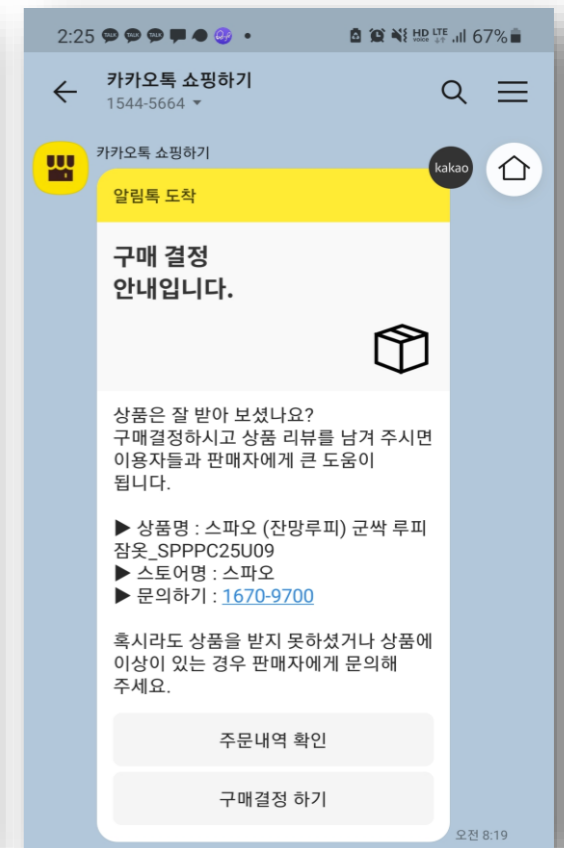 2:25
HD LTE 67%
VOICE
카카오톡 쇼핑하기
1544-5664
카카오톡 쇼핑하기
kakao
알림톡 도착
구매 결정
안내입니다.
상품은 잘 받아 보셨나요?
구매결정하시고 상품 리뷰를 남겨 주시면
이용자들과 판매자에게 큰 도움이
됩니다.
▶ 상품명 : 스파오 (잔망루피) 군싹 루피
잠옷_SPPPC25U09
▶ 스토어명 : 스파오
▶ 문의하기 : 1670-9700
혹시라도 상품을 받지 못하셨거나 상품에
이상이 있는 경우 판매자에게 문의해
주세요.
주문내역 확인
구매결정 하기
오전 8:19